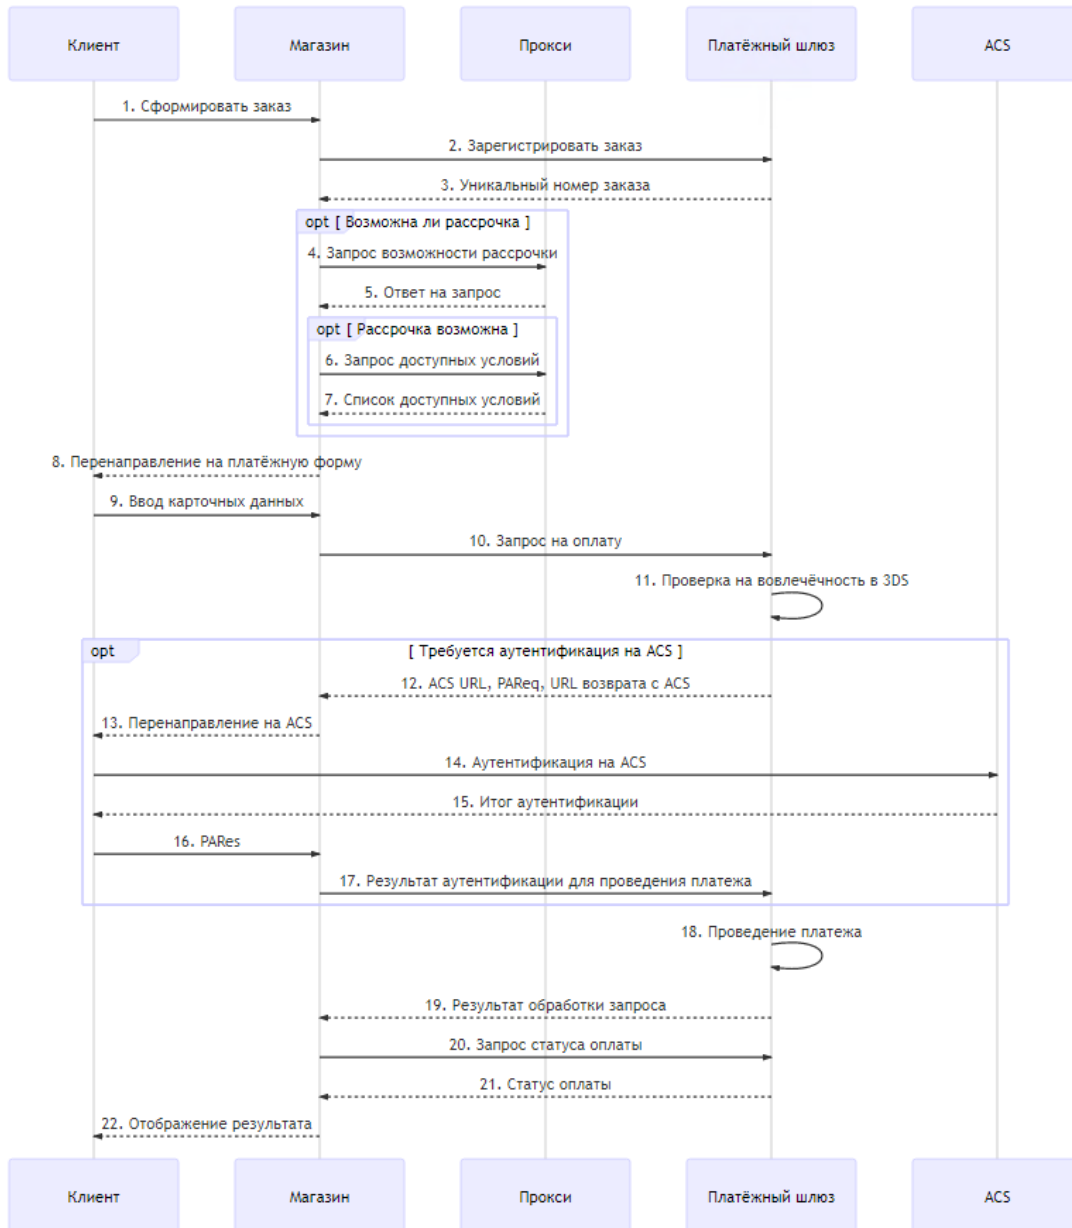 Клиент
Магазин
Прокси
Платёжный шлюз
ACS
1. Сформировать заказ
2. Зарегистрировать заказ
3. Уникальный номер заказа
opt [ Возможна ли рассрочка ]
4. Запрос возможности рассрочки
5. Ответ на запрос
opt [ Рассрочка возможна ]
6. Запрос доступных условий
7. Список доступных условий
8. Перенаправление на платёжную форму
9. Ввод карточных данных
10. Запрос на оплату
11. Проверка на вовлечённость в 3DS
opt [ Требуется аутентификация на ACS ]
12. ACS URL, PAReq, URL возврата с ACS
13. Перенаправление на ACS
14. Аутентификация на ACS
15. Итог аутентификации
16. PARes
17. Результат аутентификации для проведения платежа
18. Проведение платежа
19. Результат обработки запроса
20. Запрос статуса оплаты
21. Статус оплаты
22. Отображение результата
Клиент
Магазин
Прокси
Платёжный шлюз
ACS